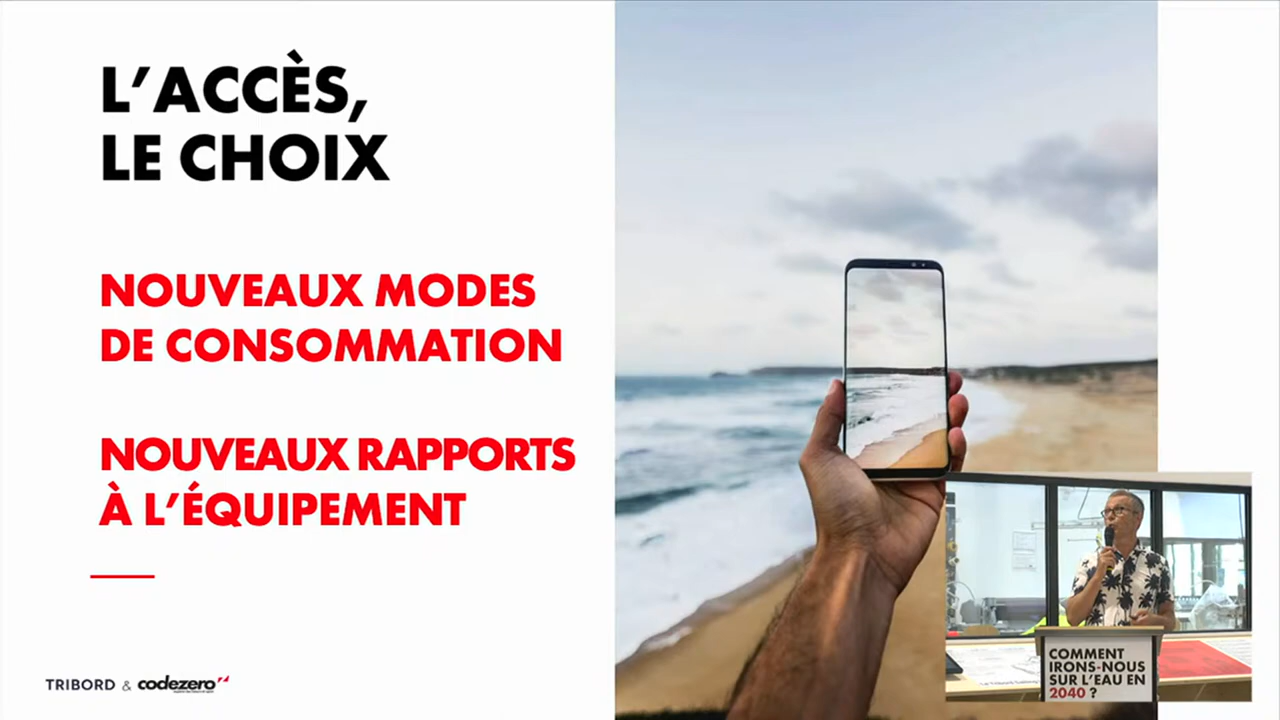 L'ACCÈS,
LE CHOIX
NOUVEAUX MODES
DE CONSOMMATION
NOUVEAUX RAPPORTS
À L'ÉQUIPEMENT
TRIBORD & codezero
COMMENT
IRONS-NOUS
SUR L'EAU EN
2040 ?